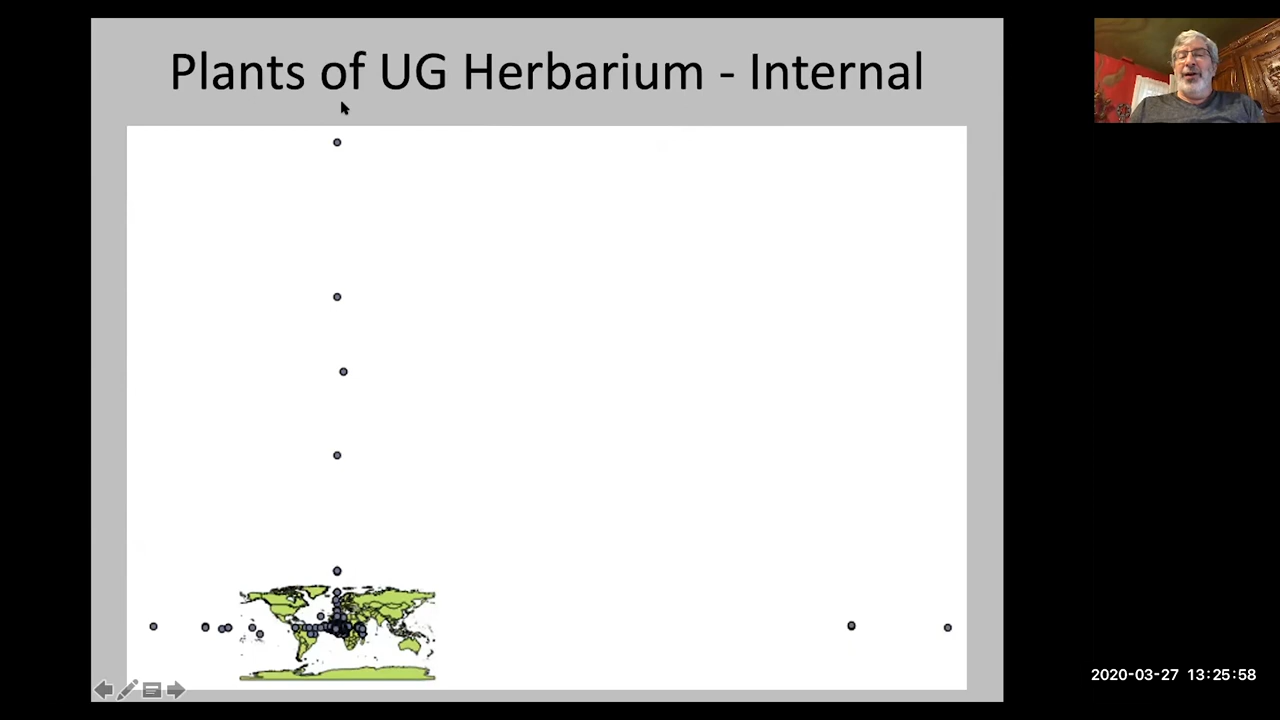 Plants of UG Herbarium - Internal
2020-03-27 13:25:58